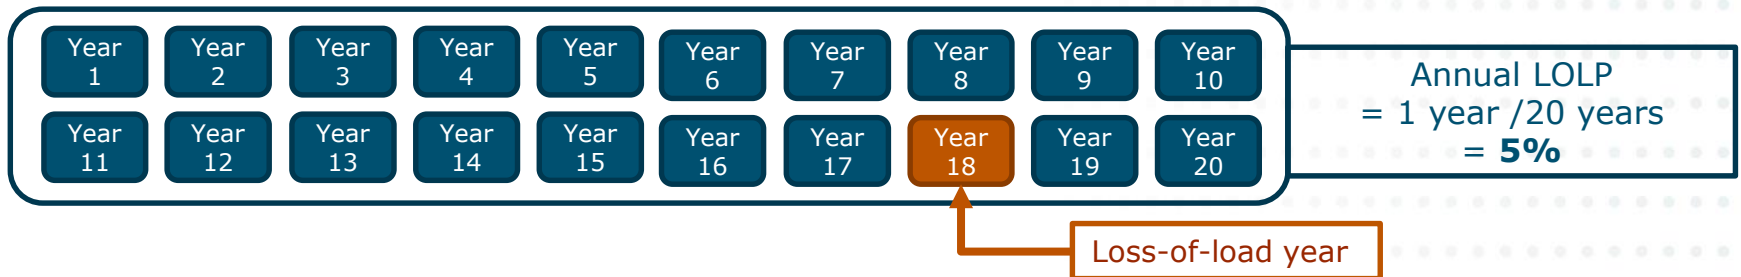 Year
1
Year
2
Year
3
Year
4
Year
5
Year
6
Year
7
Year
8
Year
9
Year
10
Year
11
Year
12
Year
13
Year
14
Year
15
Year
16
Year
17
Year
18
Year
19
Year
20
Annual LOLP
= 1 year /20 years
= 5%
Loss-of-load year